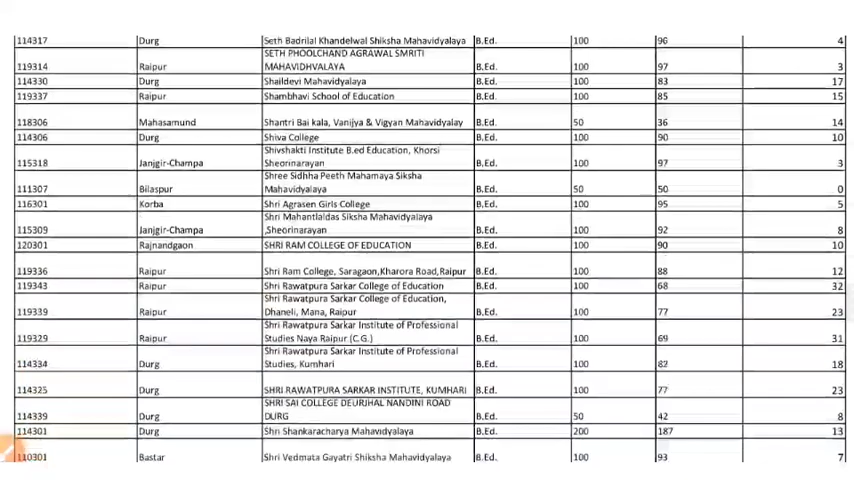 114317 Durg Seth Badrilal Khandelwal Shiksha Mahavidyalaya B.Ed. 100 96 4
SETH PHOOLCHAND AGRAWAL SMRITI
119314 Raipur MAHAVIDHVALAYA B.Ed. 100 97 3
114330 Durg Shaildevi Mahavidyalaya B.Ed. 100 83 17
119337 Raipur Shambhavi School of Education B.Ed. 100 85 15
118306 Mahasamund Shantri Bai kala, Vanijya & Vigyan Mahavidyalay B.Ed. 50 36 14
114306 Durg Shiva College B.Ed. 100 90 10
Shivshakti Institute B.ed Education, Khorsi
115318 Janjgir-Champa Sheorinarayan B.Ed. 100 97 3
Shree Sidhha Peeth Mahamaya Siksha
111307 Bilaspur Mahavidyalaya B.Ed. 50 50 0
116301 Korba Shri Agrasen Girls College B.Ed. 100 95 5
Shri Mahantlaldas Siksha Mahavidyalaya
115309 Janjgir-Champa ,Sheorinarayan B.Ed. 100 92 8
120301 Rajnandgaon SHRI RAM COLLEGE OF EDUCATION B.Ed. 100 90 10
119336 Raipur Shri Ram College, Saragaon,Kharora Road,Raipur B.Ed. 100 88 12
119343 Raipur Shri Rawatpura Sarkar College of Education B.Ed. 100 68 32
Shri Rawatpura Sarkar College of Education,
119339 Raipur Dhaneli, Mana, Raipur B.Ed. 100 77 23
Shri Rawatpura Sarkar Institute of Professional
119329 Raipur Studies Naya Raipur (C.G.) B.Ed. 100 69 31
Shri Rawatpura Sarkar Institute of Professional
114334 Durg Studies, Kumhari B.Ed. 100 82 18
114325 Durg SHRI RAWATPURA SARKAR INSTITUTE, KUMHARI B.Ed. 100 77 23
SHRI SAI COLLEGE DEURJHAL NANDINI ROAD
114339 Durg DURG B.Ed. 50 42 8
114301 Durg Shri Shankaracharya Mahavidyalaya B.Ed. 200 187 13
110301 Bastar Shri Vedmata Gayatri Shiksha Mahavidyalaya B.Ed. 100 93 7